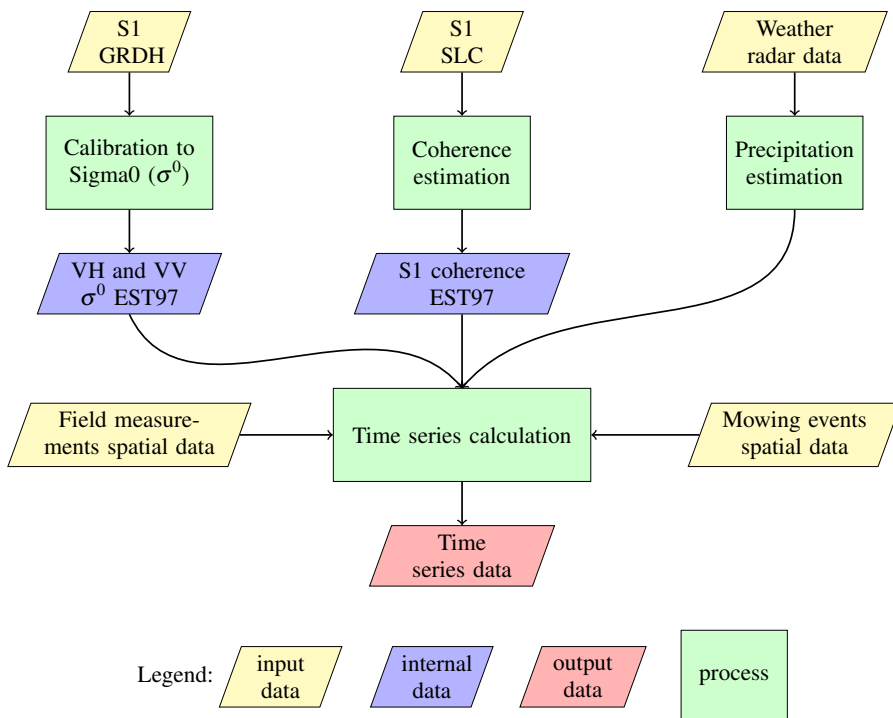 S1
GRDH
S1
SLC
Weather
radar data
Calibration to
Sigma0 (σ⁰)
Coherence
estimation
Precipitation
estimation
VH and VV
σ⁰ EST97
S1 coherence
EST97
Field measure-
ments spatial data
Time series calculation
Mowing events
spatial data
Time
series data
Legend:
input
data
internal
data
output
data
process